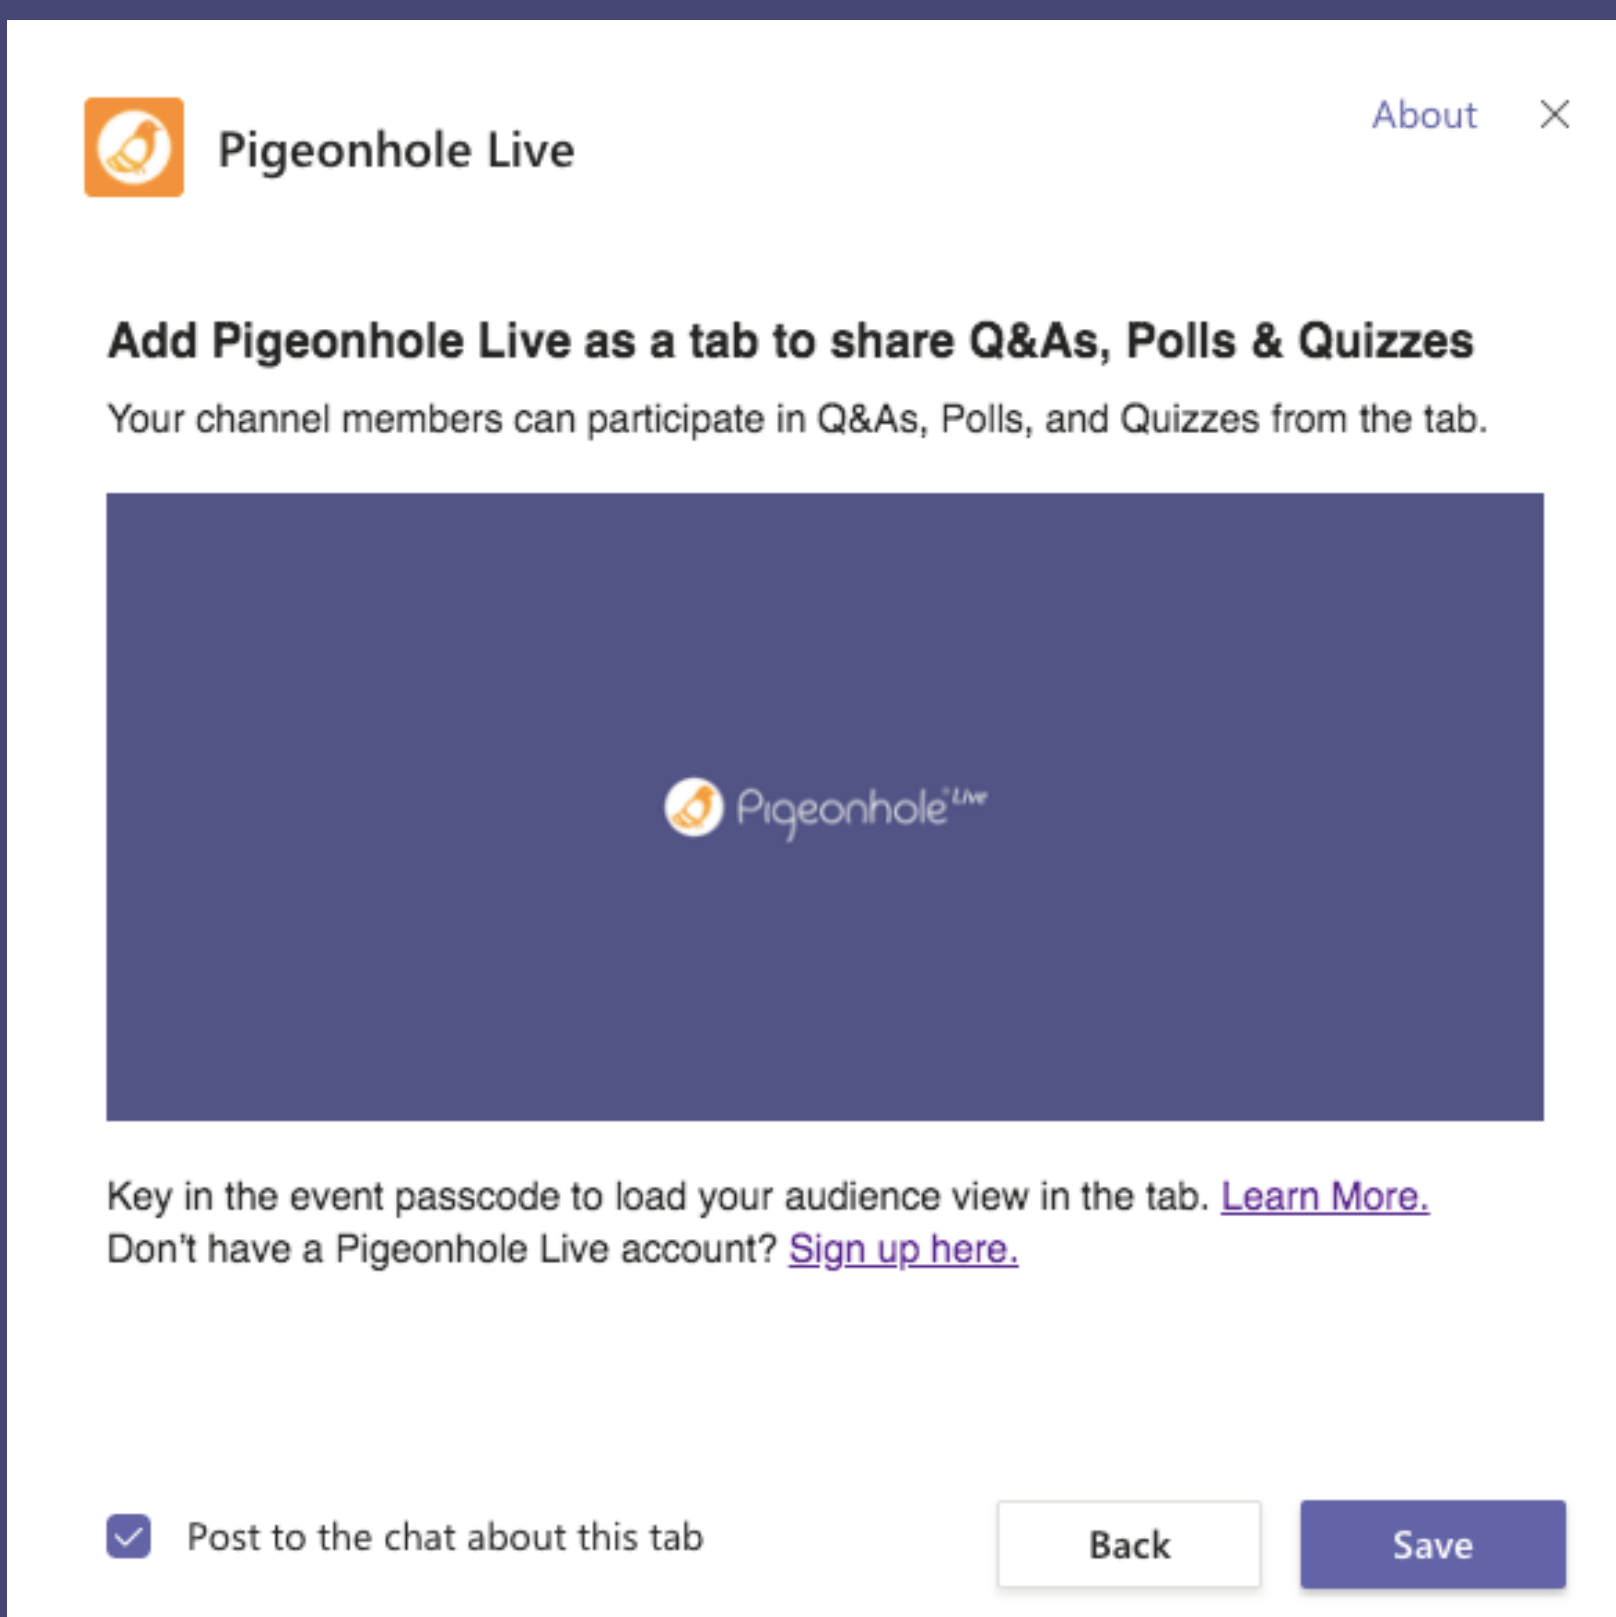 Pigeonhole Live
About
Add Pigeonhole Live as a tab to share Q&As, Polls & Quizzes
Your channel members can participate in Q&As, Polls, and Quizzes from the tab.
Pigeonhole Live
Key in the event passcode to load your audience view in the tab. Learn More.
Don't have a Pigeonhole Live account? Sign up here.
Post to the chat about this tab
Back
Save